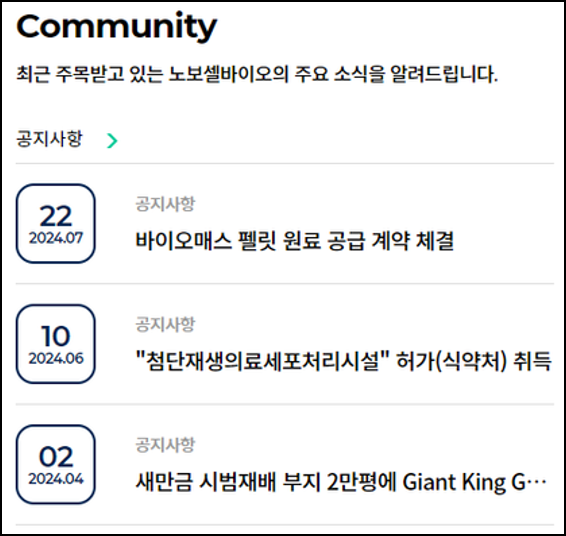 Community
최근 주목받고 있는 노보셀바이오의 주요 소식을 알려드립니다.
공지사항
22
2024.07
공지사항
바이오매스 펠릿 원료 공급 계약 체결
10
2024.06
공지사항
"첨단재생의료세포처리시설" 허가(식약처) 취득
02
2024.04
공지사항
새만금 시범재배 부지 2만평에 Giant King G…